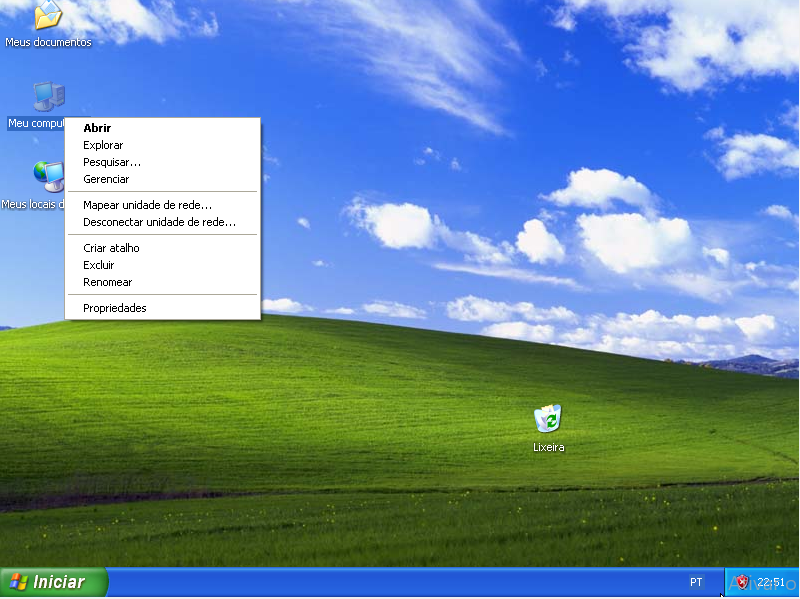 Meus documentos
Meu compu
Meus locais d
Abrir
Explorar
Pesquisar...
Gerenciar
Mapear unidade de rede...
Desconectar unidade de rede...
Criar atalho
Excluir
Renomear
Propriedades
Lixeira
Iniciar
PT
22:51